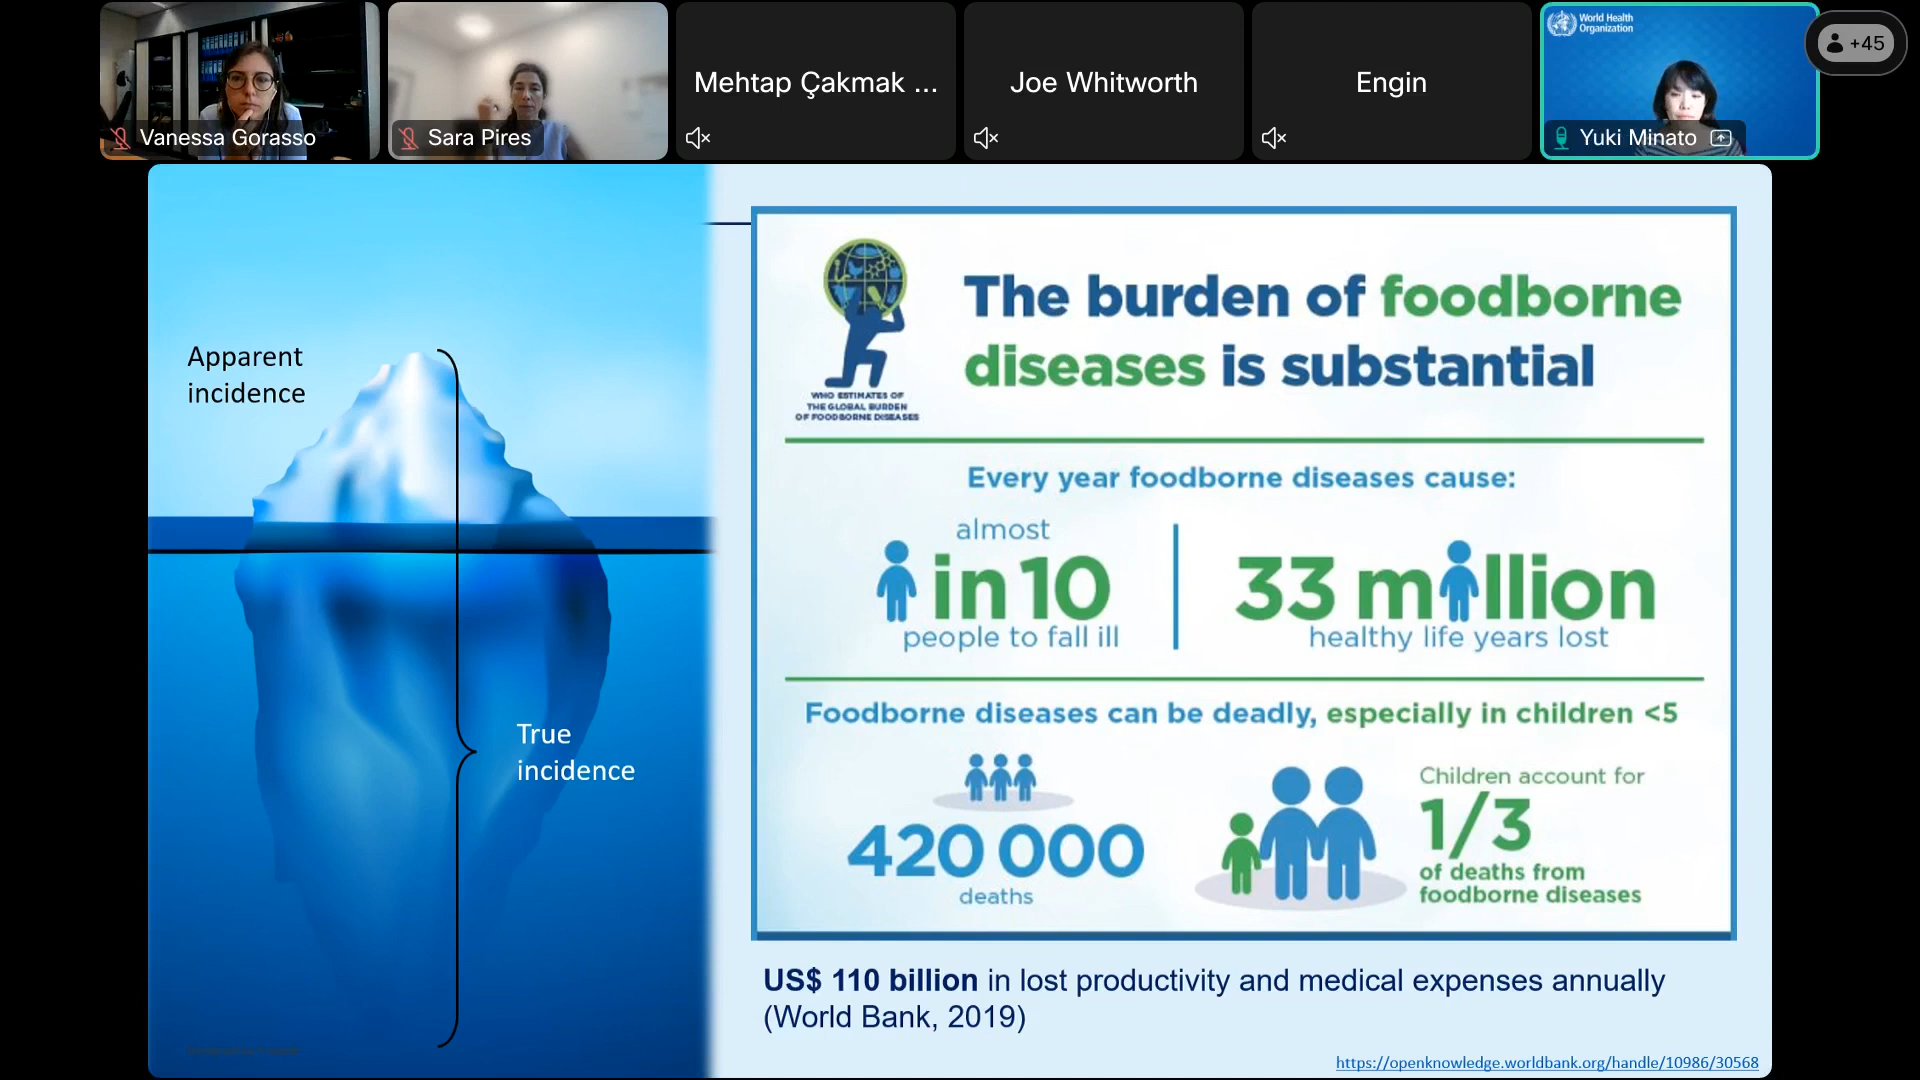 World Health
Organization
+45
Vanessa Gorasso
Sara Pires
Mehtap Çakmak ...
Joe Whitworth
Engin
Yuki Minato
Apparent
incidence
True
incidence
WHO ESTIMATES OF
THE GLOBAL BURDEN
OF FOODBORNE DISEASES
The burden of foodborne
diseases is substantial
Every year foodborne diseases cause:
almost
in 10
people to fall ill
33 million
healthy life years lost
Foodborne diseases can be deadly, especially in children <5
420 000
deaths
Children account for
1/3
of deaths from
foodborne diseases
US$ 110 billion in lost productivity and medical expenses annually
(World Bank, 2019)
https://openknowledge.worldbank.org/handle/10986/30568